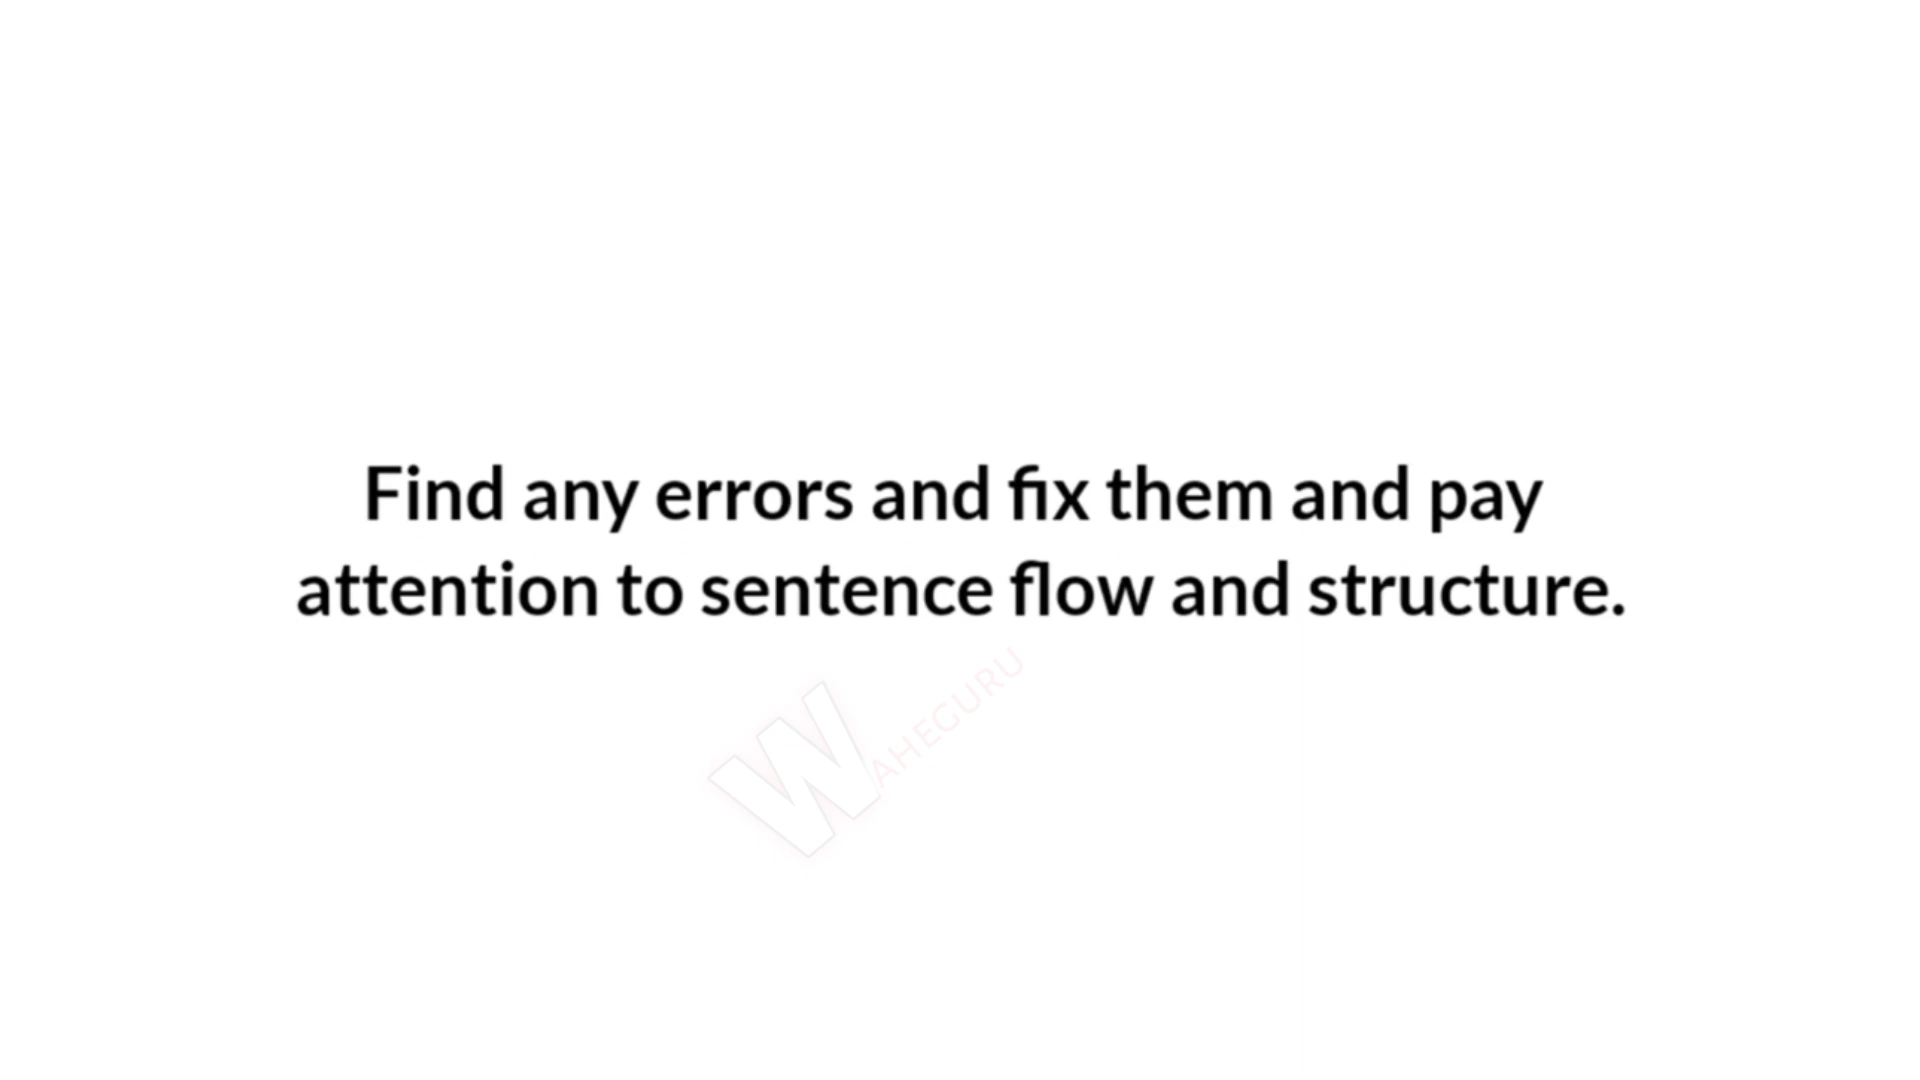 Find any errors and fix them and pay
attention to sentence flow and structure.
WAHEGURU